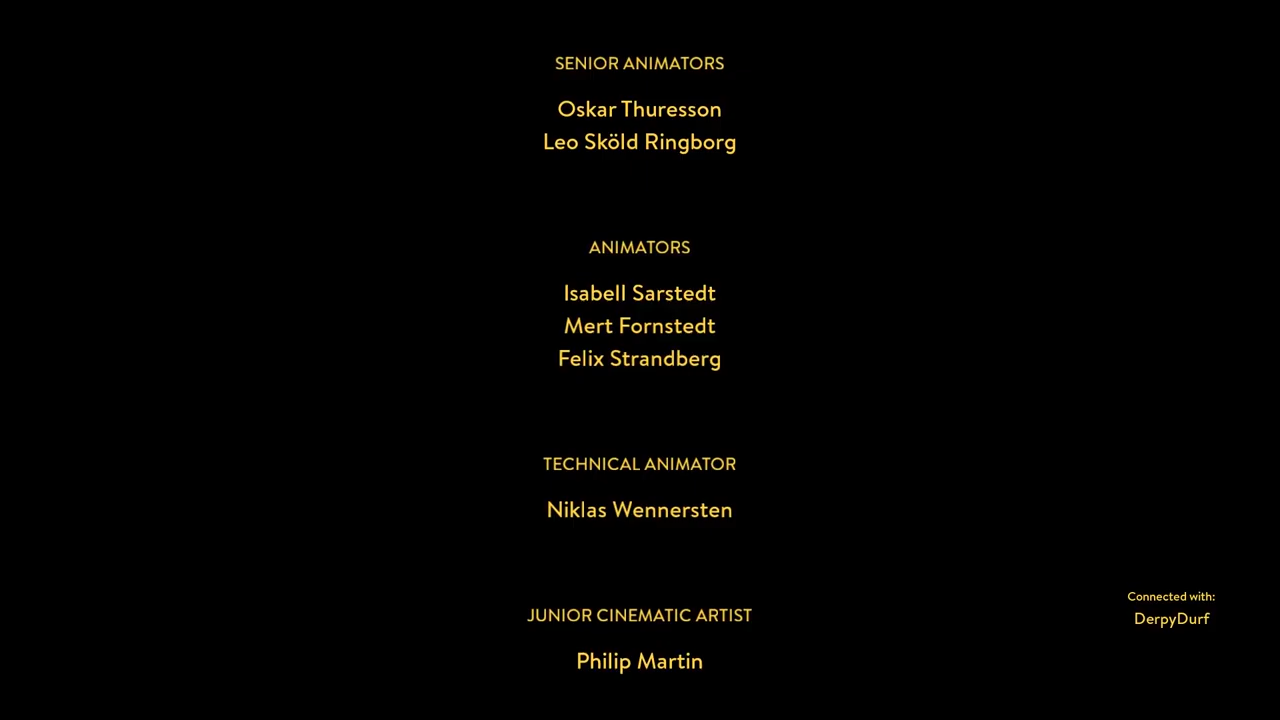 SENIOR ANIMATORS
Oskar Thuresson
Leo Sköld Ringborg
ANIMATORS
Isabell Sarstedt
Mert Fornstedt
Felix Strandberg
TECHNICAL ANIMATOR
Niklas Wennersten
JUNIOR CINEMATIC ARTIST
Philip Martin
Connected with:
DerpyDurf